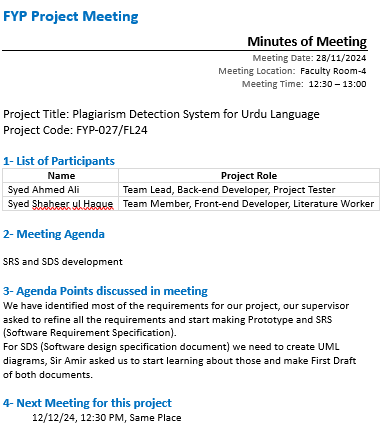 FYP Project Meeting
Minutes of Meeting
Meeting Date: 28/11/2024
Meeting Location: Faculty Room-4
Meeting Time: 12:30 – 13:00
Project Title: Plagiarism Detection System for Urdu Language
Project Code: FYP-027/FL24
1- List of Participants
Name Project Role
Syed Ahmed Ali Team Lead, Back-end Developer, Project Tester
Syed Shaheer ul Haque Team Member, Front-end Developer, Literature Worker
2- Meeting Agenda
SRS and SDS development
3- Agenda Points discussed in meeting
We have identified most of the requirements for our project, our supervisor
asked to refine all the requirements and start making Prototype and SRS
(Software Requirement Specification).
For SDS (Software design specification document) we need to create UML
diagrams, Sir Amir asked us to start learning about those and make First Draft
of both documents.
4- Next Meeting for this project
12/12/24, 12:30 PM, Same Place